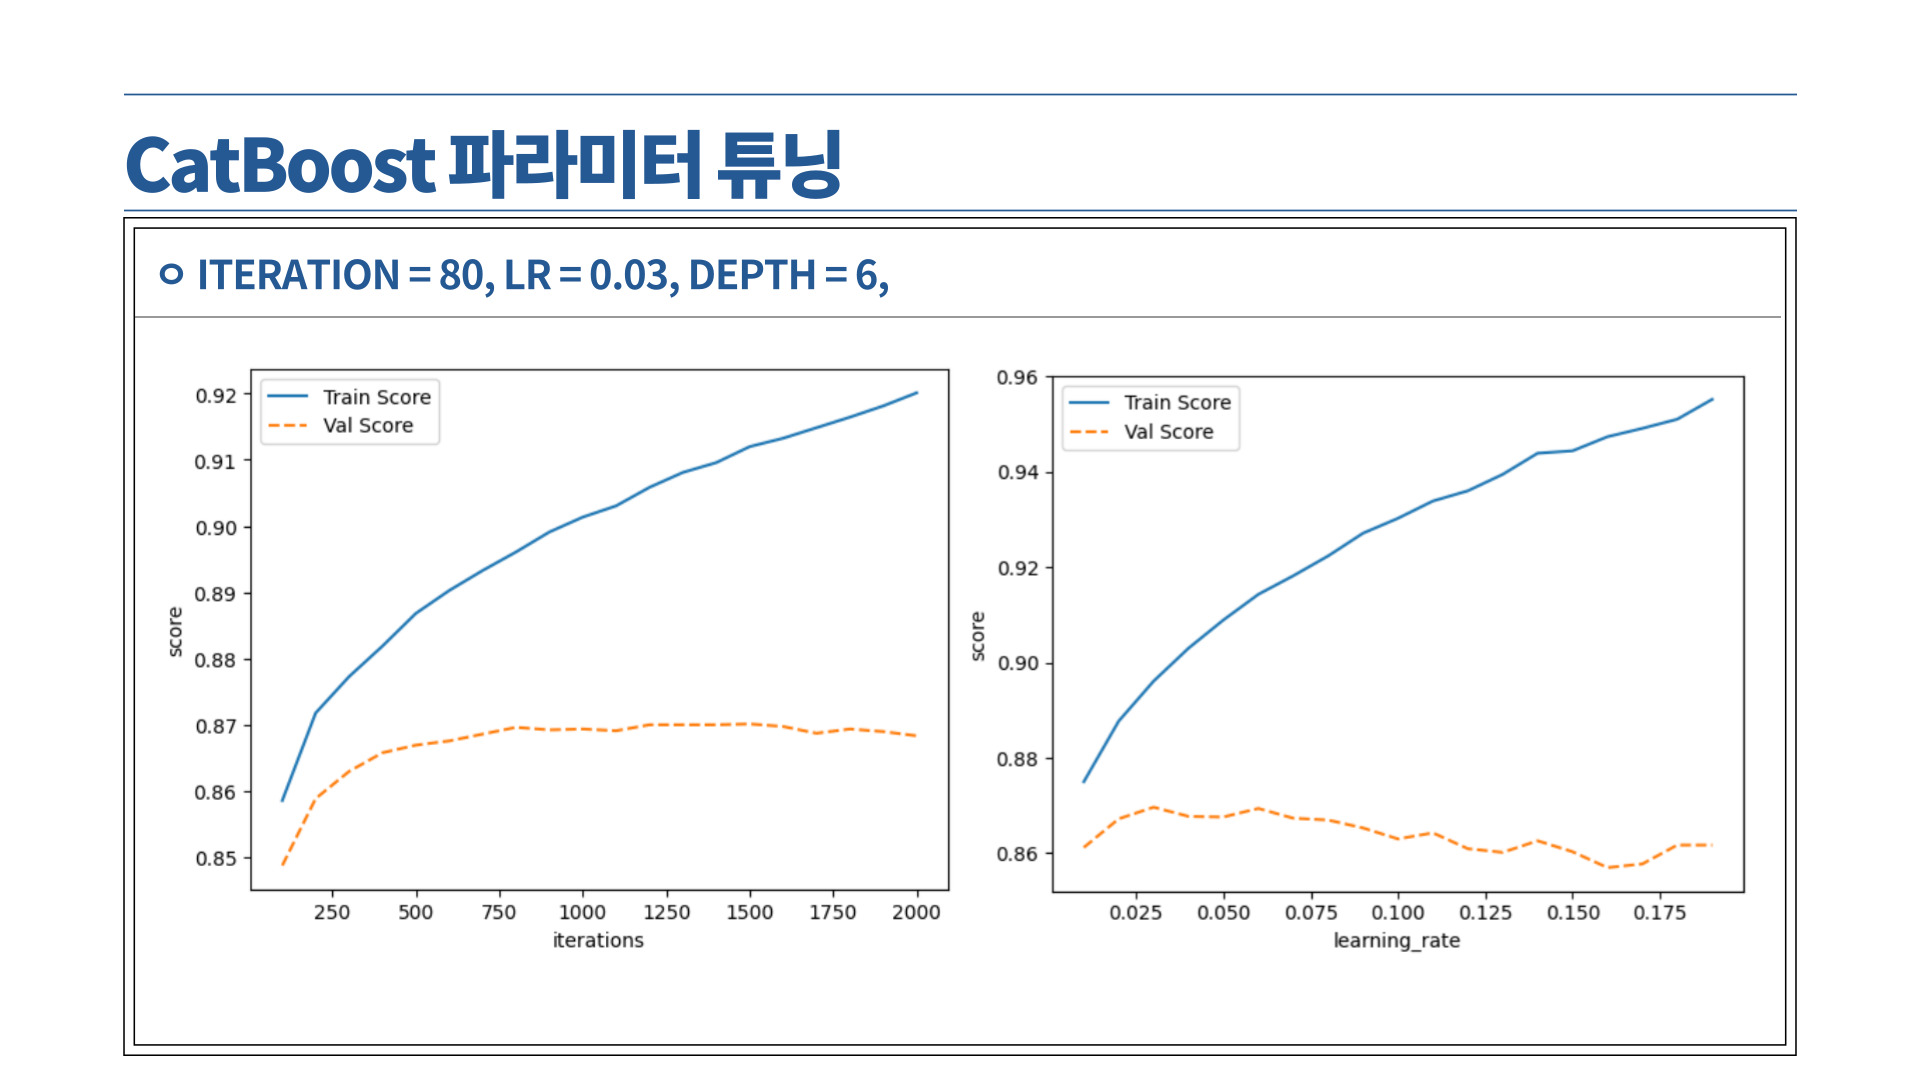 CatBoost 파라미터 튜닝
ㅇ ITERATION = 80, LR = 0.03, DEPTH = 6,
Train Score
Val Score
0.92
0.91
0.90
0.89
0.88
0.87
0.86
0.85
score
250 500 750 1000 1250 1500 1750 2000
iterations
Train Score
Val Score
0.96
0.94
0.92
0.90
0.88
0.86
score
0.025 0.050 0.075 0.100 0.125 0.150 0.175
learning_rate